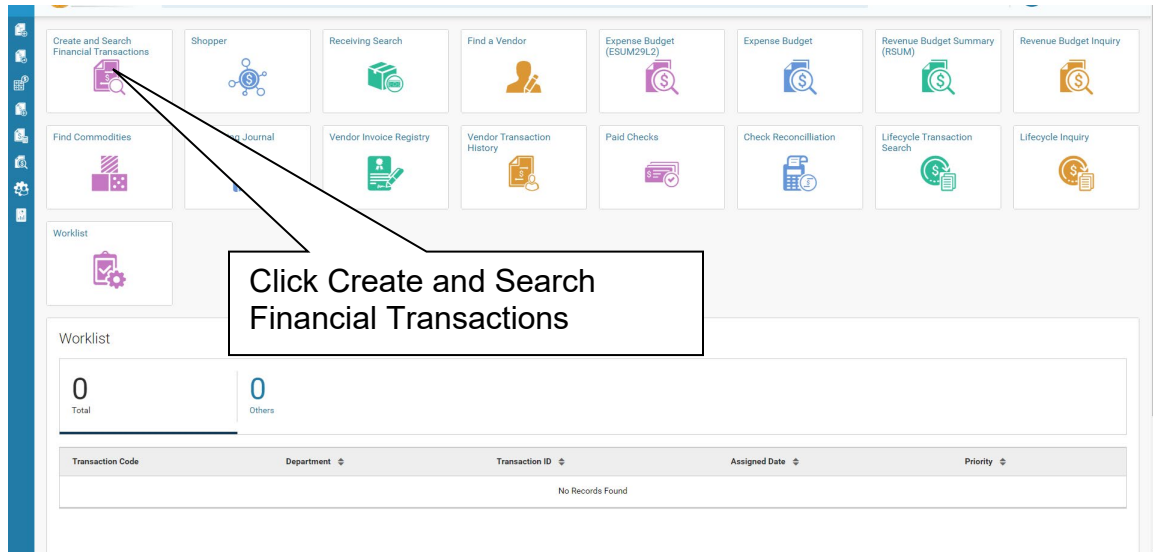 Create and Search
Financial Transactions
Shopper
Receiving Search
Find a Vendor
Expense Budget
(ESUM29L2)
Expense Budget
Revenue Budget Summary
(RSUM)
Revenue Budget Inquiry
Find Commodities
Journal
Vendor Invoice Registry
Vendor Transaction
History
Paid Checks
Check Reconcilliation
Lifecycle Transaction
Search
Lifecycle Inquiry
Worklist
Click Create and Search
Financial Transactions
Worklist
0
Total
0
Others
Transaction Code Department Transaction ID Assigned Date Priority
No Records Found